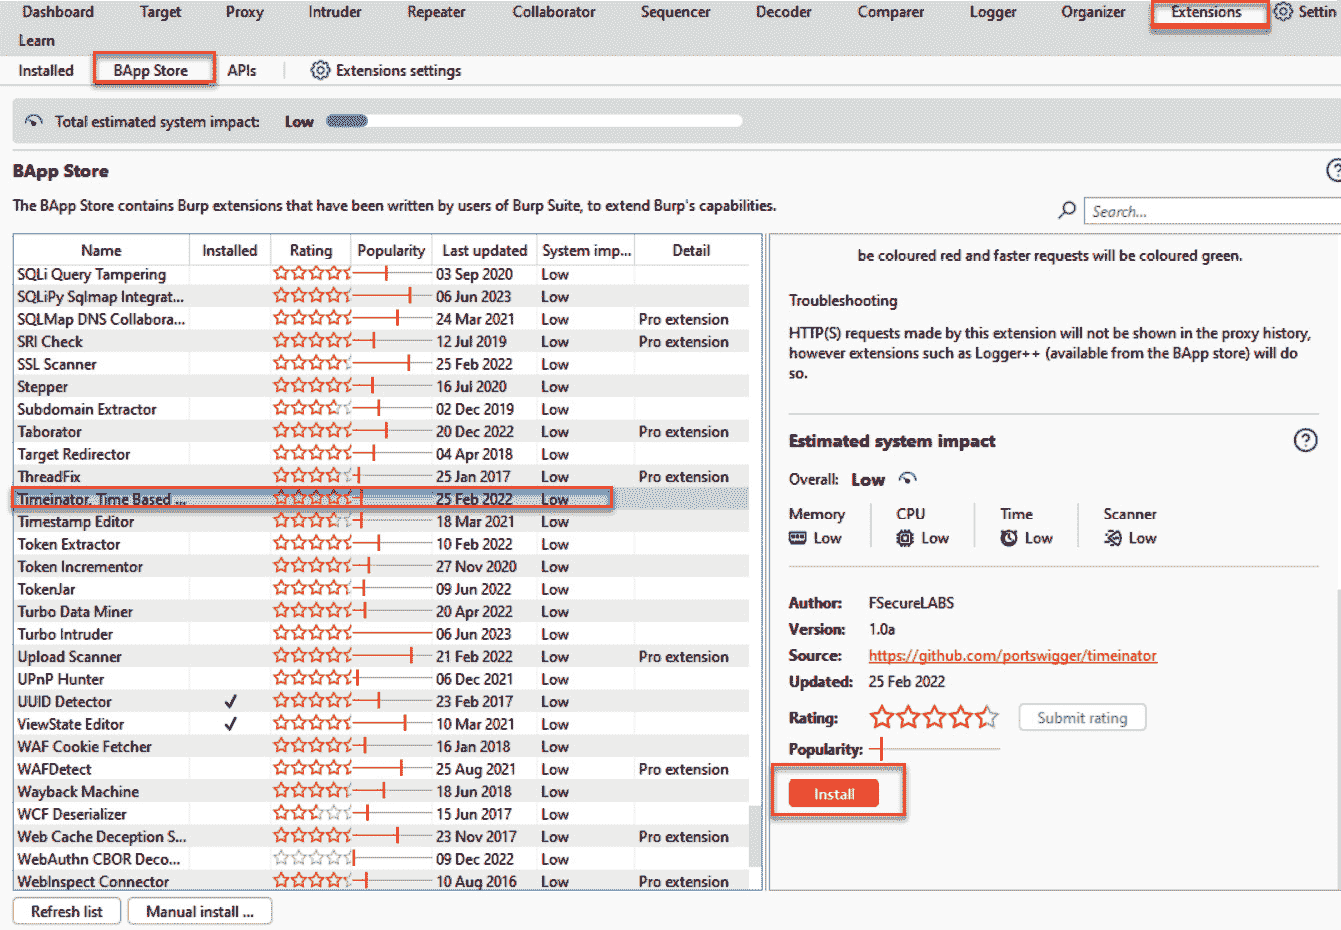 Dashboard Target Proxy Intruder Repeater Collaborator Sequencer Decoder Comparer Logger Organizer Extensions Settin
Learn
Installed BApp Store APIs Extensions settings
Total estimated system impact: Low
BApp Store
The BApp Store contains Burp extensions that have been written by users of Burp Suite, to extend Burp's capabilities.
Search...
Name Installed Rating Popularity Last updated System imp... Detail
SQLi Query Tampering 03 Sep 2020 Low
SQLiPy Sqlmap Integrat... 06 Jun 2023 Low
SQLMap DNS Collabora... 24 Mar 2021 Low Pro extension
SRI Check 12 Jul 2019 Low Pro extension
SSL Scanner 25 Feb 2022 Low
Stepper 16 Jul 2020 Low
Subdomain Extractor 02 Dec 2019 Low
Taborator 20 Dec 2022 Low Pro extension
Target Redirector 04 Apr 2018 Low
ThreadFix 25 Jan 2017 Low Pro extension
Timeinator, Time Based ... 25 Feb 2022 Low
Timestamp Editor 18 Mar 2021 Low
Token Extractor 10 Feb 2022 Low
Token Incrementor 27 Nov 2020 Low
TokenJar 09 Jun 2022 Low
Turbo Data Miner 20 Apr 2022 Low
Turbo Intruder 06 Jun 2023 Low
Upload Scanner 21 Feb 2022 Low Pro extension
UPnP Hunter 06 Dec 2021 Low
UUID Detector ✓ 23 Feb 2017 Low
ViewState Editor ✓ 10 Mar 2021 Low
WAF Cookie Fetcher 16 Jan 2018 Low
WAFDetect 25 Aug 2021 Low Pro extension
Wayback Machine 18 Jun 2018 Low
WCF Deserializer 15 Jun 2017 Low
Web Cache Deception S... 23 Nov 2017 Low Pro extension
WebAuthn CBOR Deco... 09 Dec 2022 Low
WebInspect Connector 10 Aug 2016 Low Pro extension
Refresh list Manual install ...
be coloured red and faster requests will be coloured green.
Troubleshooting
HTTP(S) requests made by this extension will not be shown in the proxy history,
however extensions such as Logger++ (available from the BApp store) will do
so.
Estimated system impact
Overall: Low
Memory CPU Time Scanner
Low Low Low Low
Author: FSecureLABS
Version: 1.0a
Source: https://github.com/portswigger/timeinator
Updated: 25 Feb 2022
Rating: Submit rating
Popularity:
Install